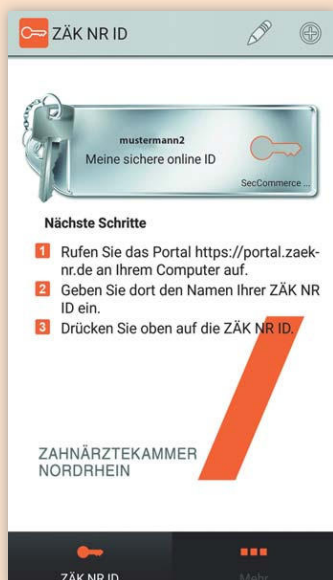 ZÄK NR ID
mustermann2
Meine sichere online ID
SecCommerce ...
Nächste Schritte
1 Rufen Sie das Portal https://portal.zaek-
nr.de an Ihrem Computer auf.
2 Geben Sie dort den Namen Ihrer ZÄK NR
ID ein.
3 Drücken Sie oben auf die ZÄK NR ID.
ZAHNÄRZTEKAMMER
NORDRHEIN
ZÄK NR ID
Mehr